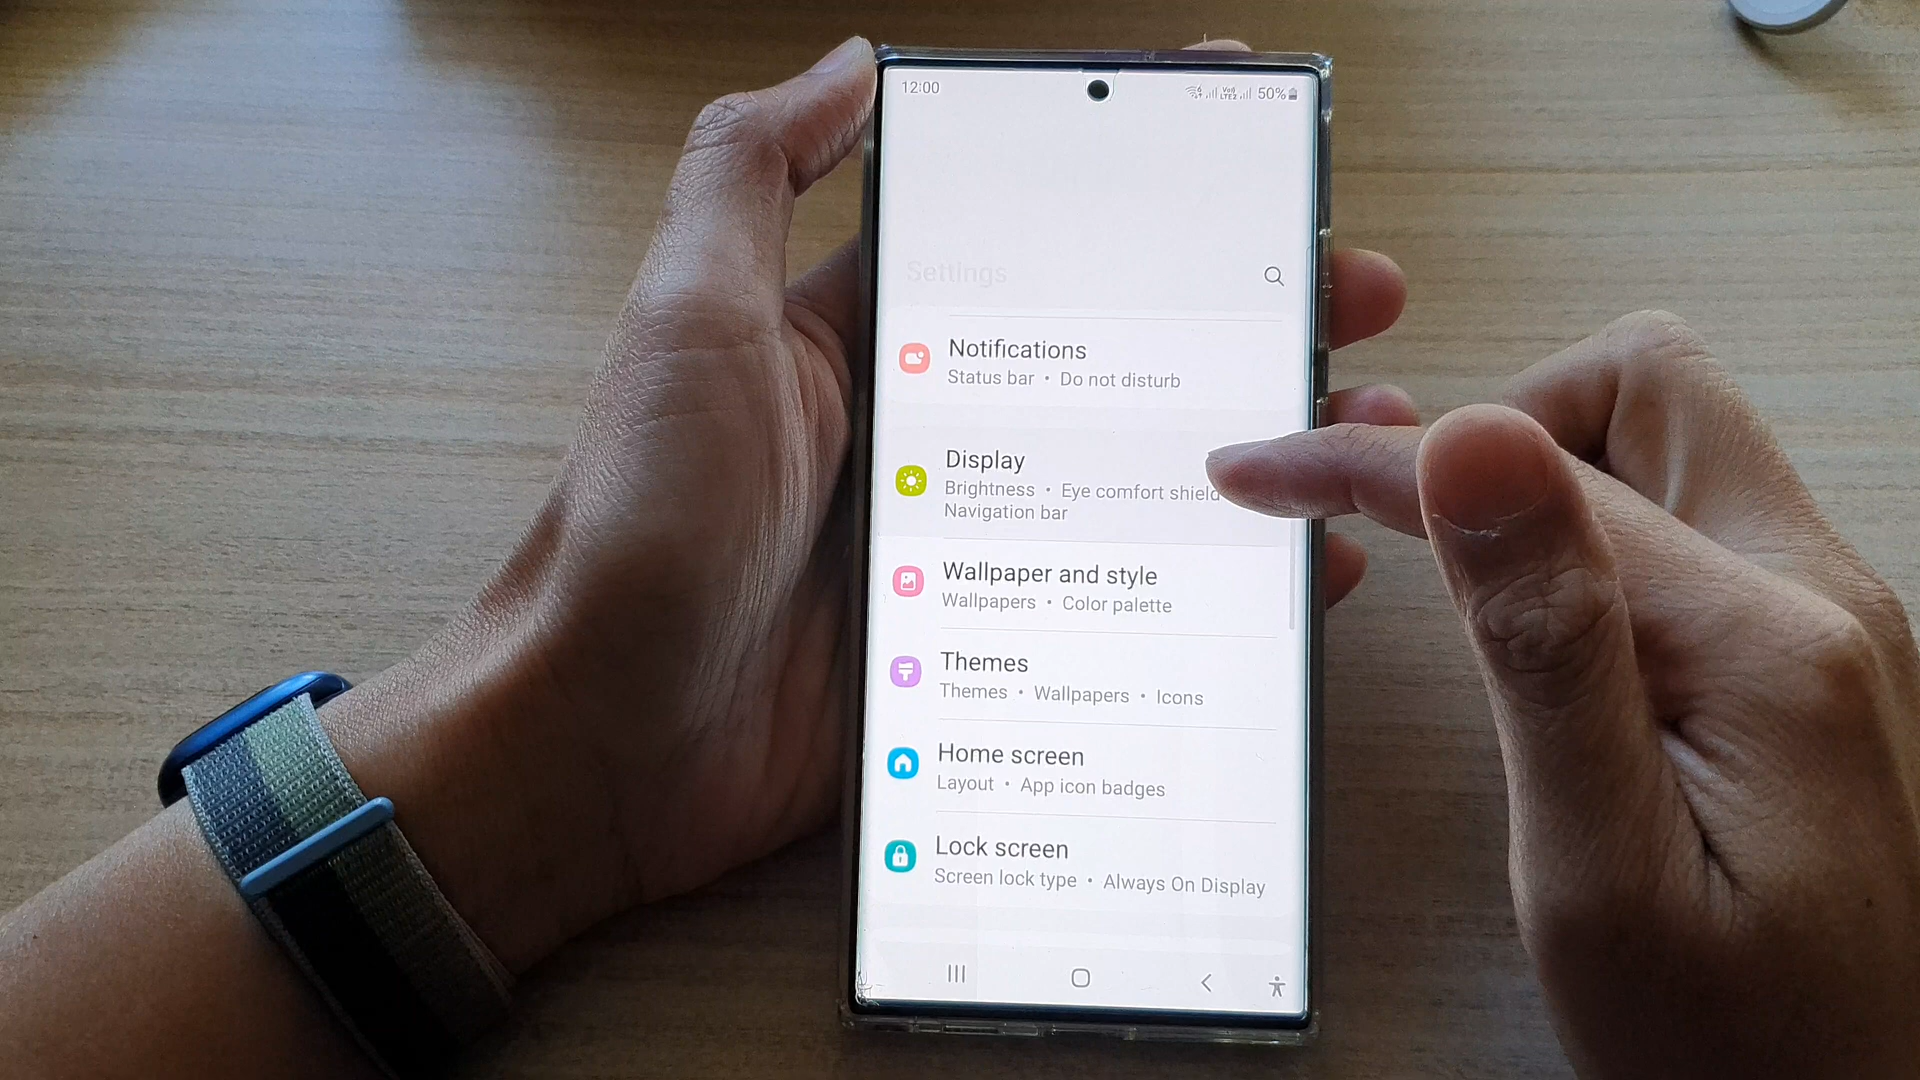 12:00
50%
Settings
Notifications
Status bar • Do not disturb
Display
Brightness • Eye comfort shield
Navigation bar
Wallpaper and style
Wallpapers • Color palette
Themes
Themes • Wallpapers • Icons
Home screen
Layout • App icon badges
Lock screen
Screen lock type • Always On Display